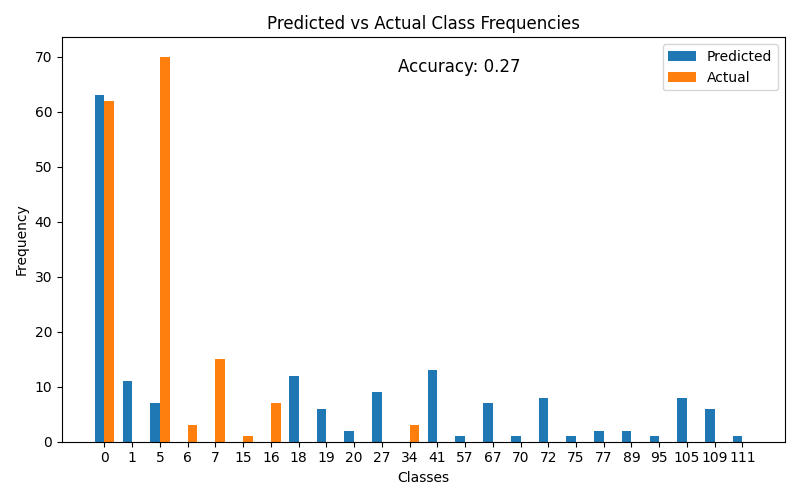 Predicted vs Actual Class Frequencies
Accuracy: 0.27
Predicted
Actual
Frequency
70
60
50
40
30
20
10
0
0 1 5 6 7 15 16 18 19 20 27 34 41 57 67 70 72 75 77 89 95 105 109 111
Classes